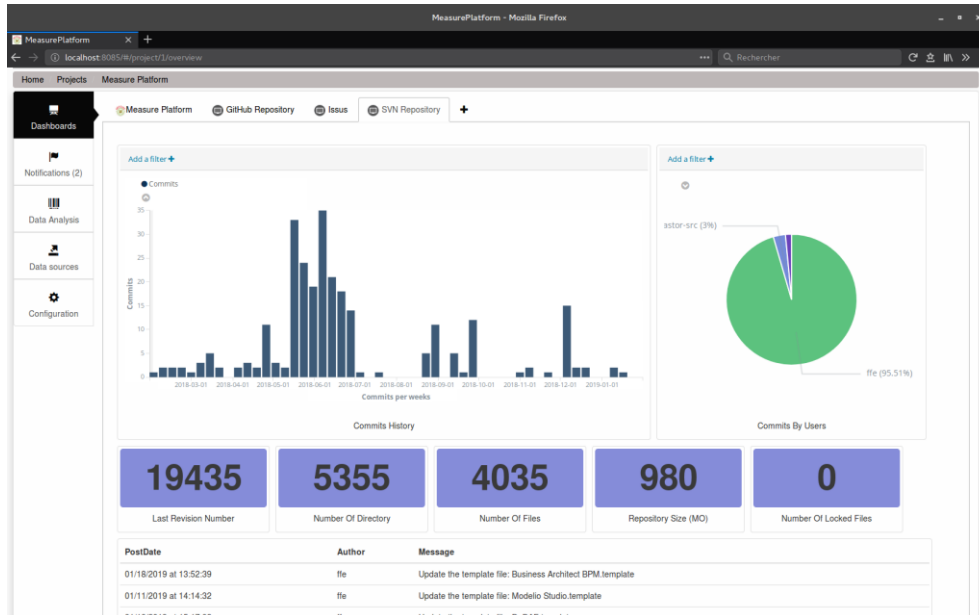 MeasurePlatform - Mozilla Firefox
MeasurePlatform
localhost:8085/#/project/1/overview
Rechercher
Home Projects Measure Platform
Dashboards
Notifications (2)
Data Analysis
Data sources
Configuration
Measure Platform GitHub Repository Issus SVN Repository
Add a filter
Commits
35
30
25
20
15
10
5
0
Commits
2018-03-01 2018-04-01 2018-05-01 2018-06-01 2018-07-01 2018-08-01 2018-09-01 2018-10-01 2018-11-01 2018-12-01 2019-01-01
Commits per weeks
Commits History
Add a filter
astor-src (3%)
ffe (95.51%)
Commits By Users
19435 5355 4035 980 0
Last Revision Number Number Of Directory Number Of Files Repository Size (MO) Number Of Locked Files
PostDate Author Message
01/18/2019 at 13:52:39 ffe Update the template file: Business Architect BPM.template
01/11/2019 at 14:14:32 ffe Update the template file: Modelio Studio.template